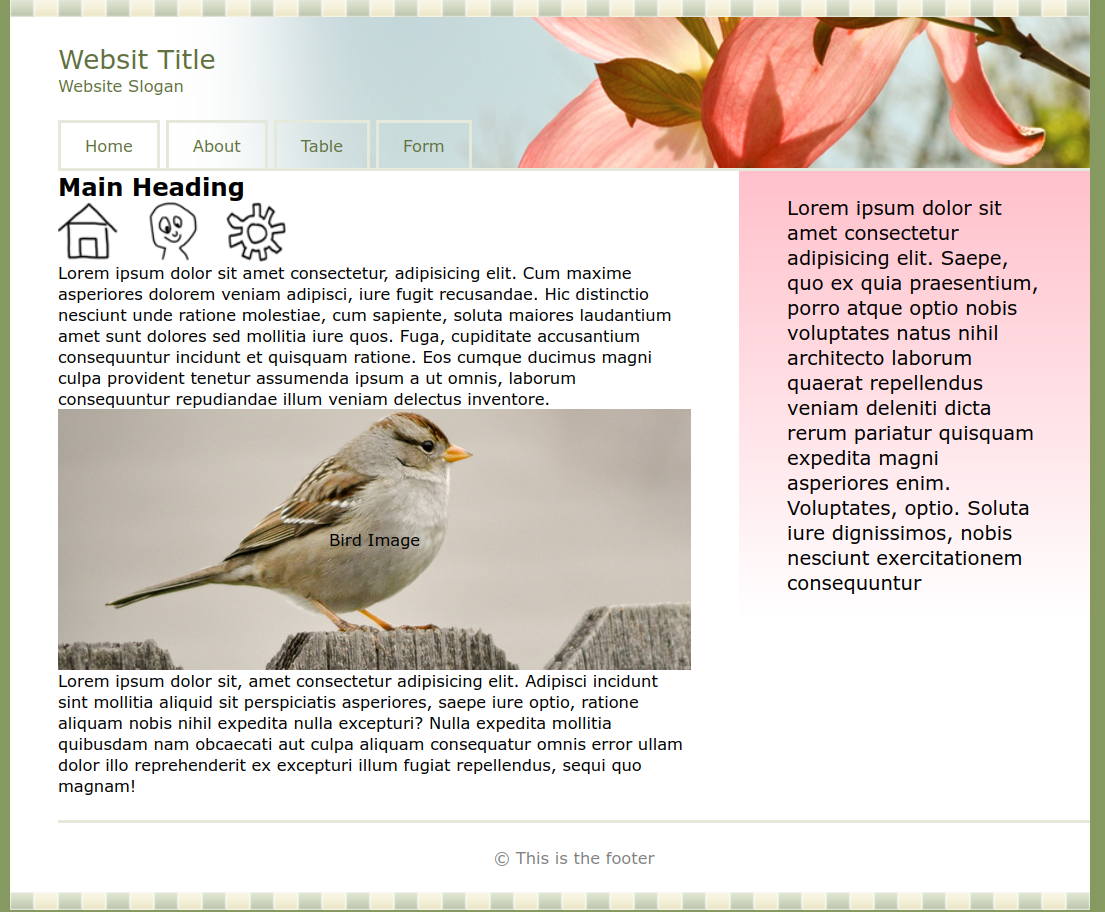 Websit Title
Website Slogan
Home About Table Form
Main Heading
Lorem ipsum dolor sit amet consectetur, adipisicing elit. Cum maxime
asperiores dolorem veniam adipisci, iure fugit recusandae. Hic distinctio
nesciunt unde ratione molestiae, cum sapiente, soluta maiores laudantium
amet sunt dolores sed mollitia iure quos. Fuga, cupiditate accusantium
consequuntur incidunt et quisquam ratione. Eos cumque ducimus magni
culpa provident tenetur assumenda ipsum a ut omnis, laborum
consequuntur repudiandae illum veniam delectus inventore.
Bird Image
Lorem ipsum dolor sit, amet consectetur adipisicing elit. Adipisci incidunt
sint mollitia aliquid sit perspiciatis asperiores, saepe iure optio, ratione
aliquam nobis nihil expedita nulla excepturi? Nulla expedita mollitia
quibusdam nam obcaecati aut culpa aliquam consequatur omnis error ullam
dolor illo reprehenderit ex excepturi illum fugiat repellendus, sequi quo
magnam!
Lorem ipsum dolor sit
amet consectetur
adipisicing elit. Saepe,
quo ex quia praesentium,
porro atque optio nobis
voluptates natus nihil
architecto laborum
quaerat repellendus
veniam deleniti dicta
rerum pariatur quisquam
expedita magni
asperiores enim.
Voluptates, optio. Soluta
iure dignissimos, nobis
nesciunt exercitationem
consequuntur
© This is the footer